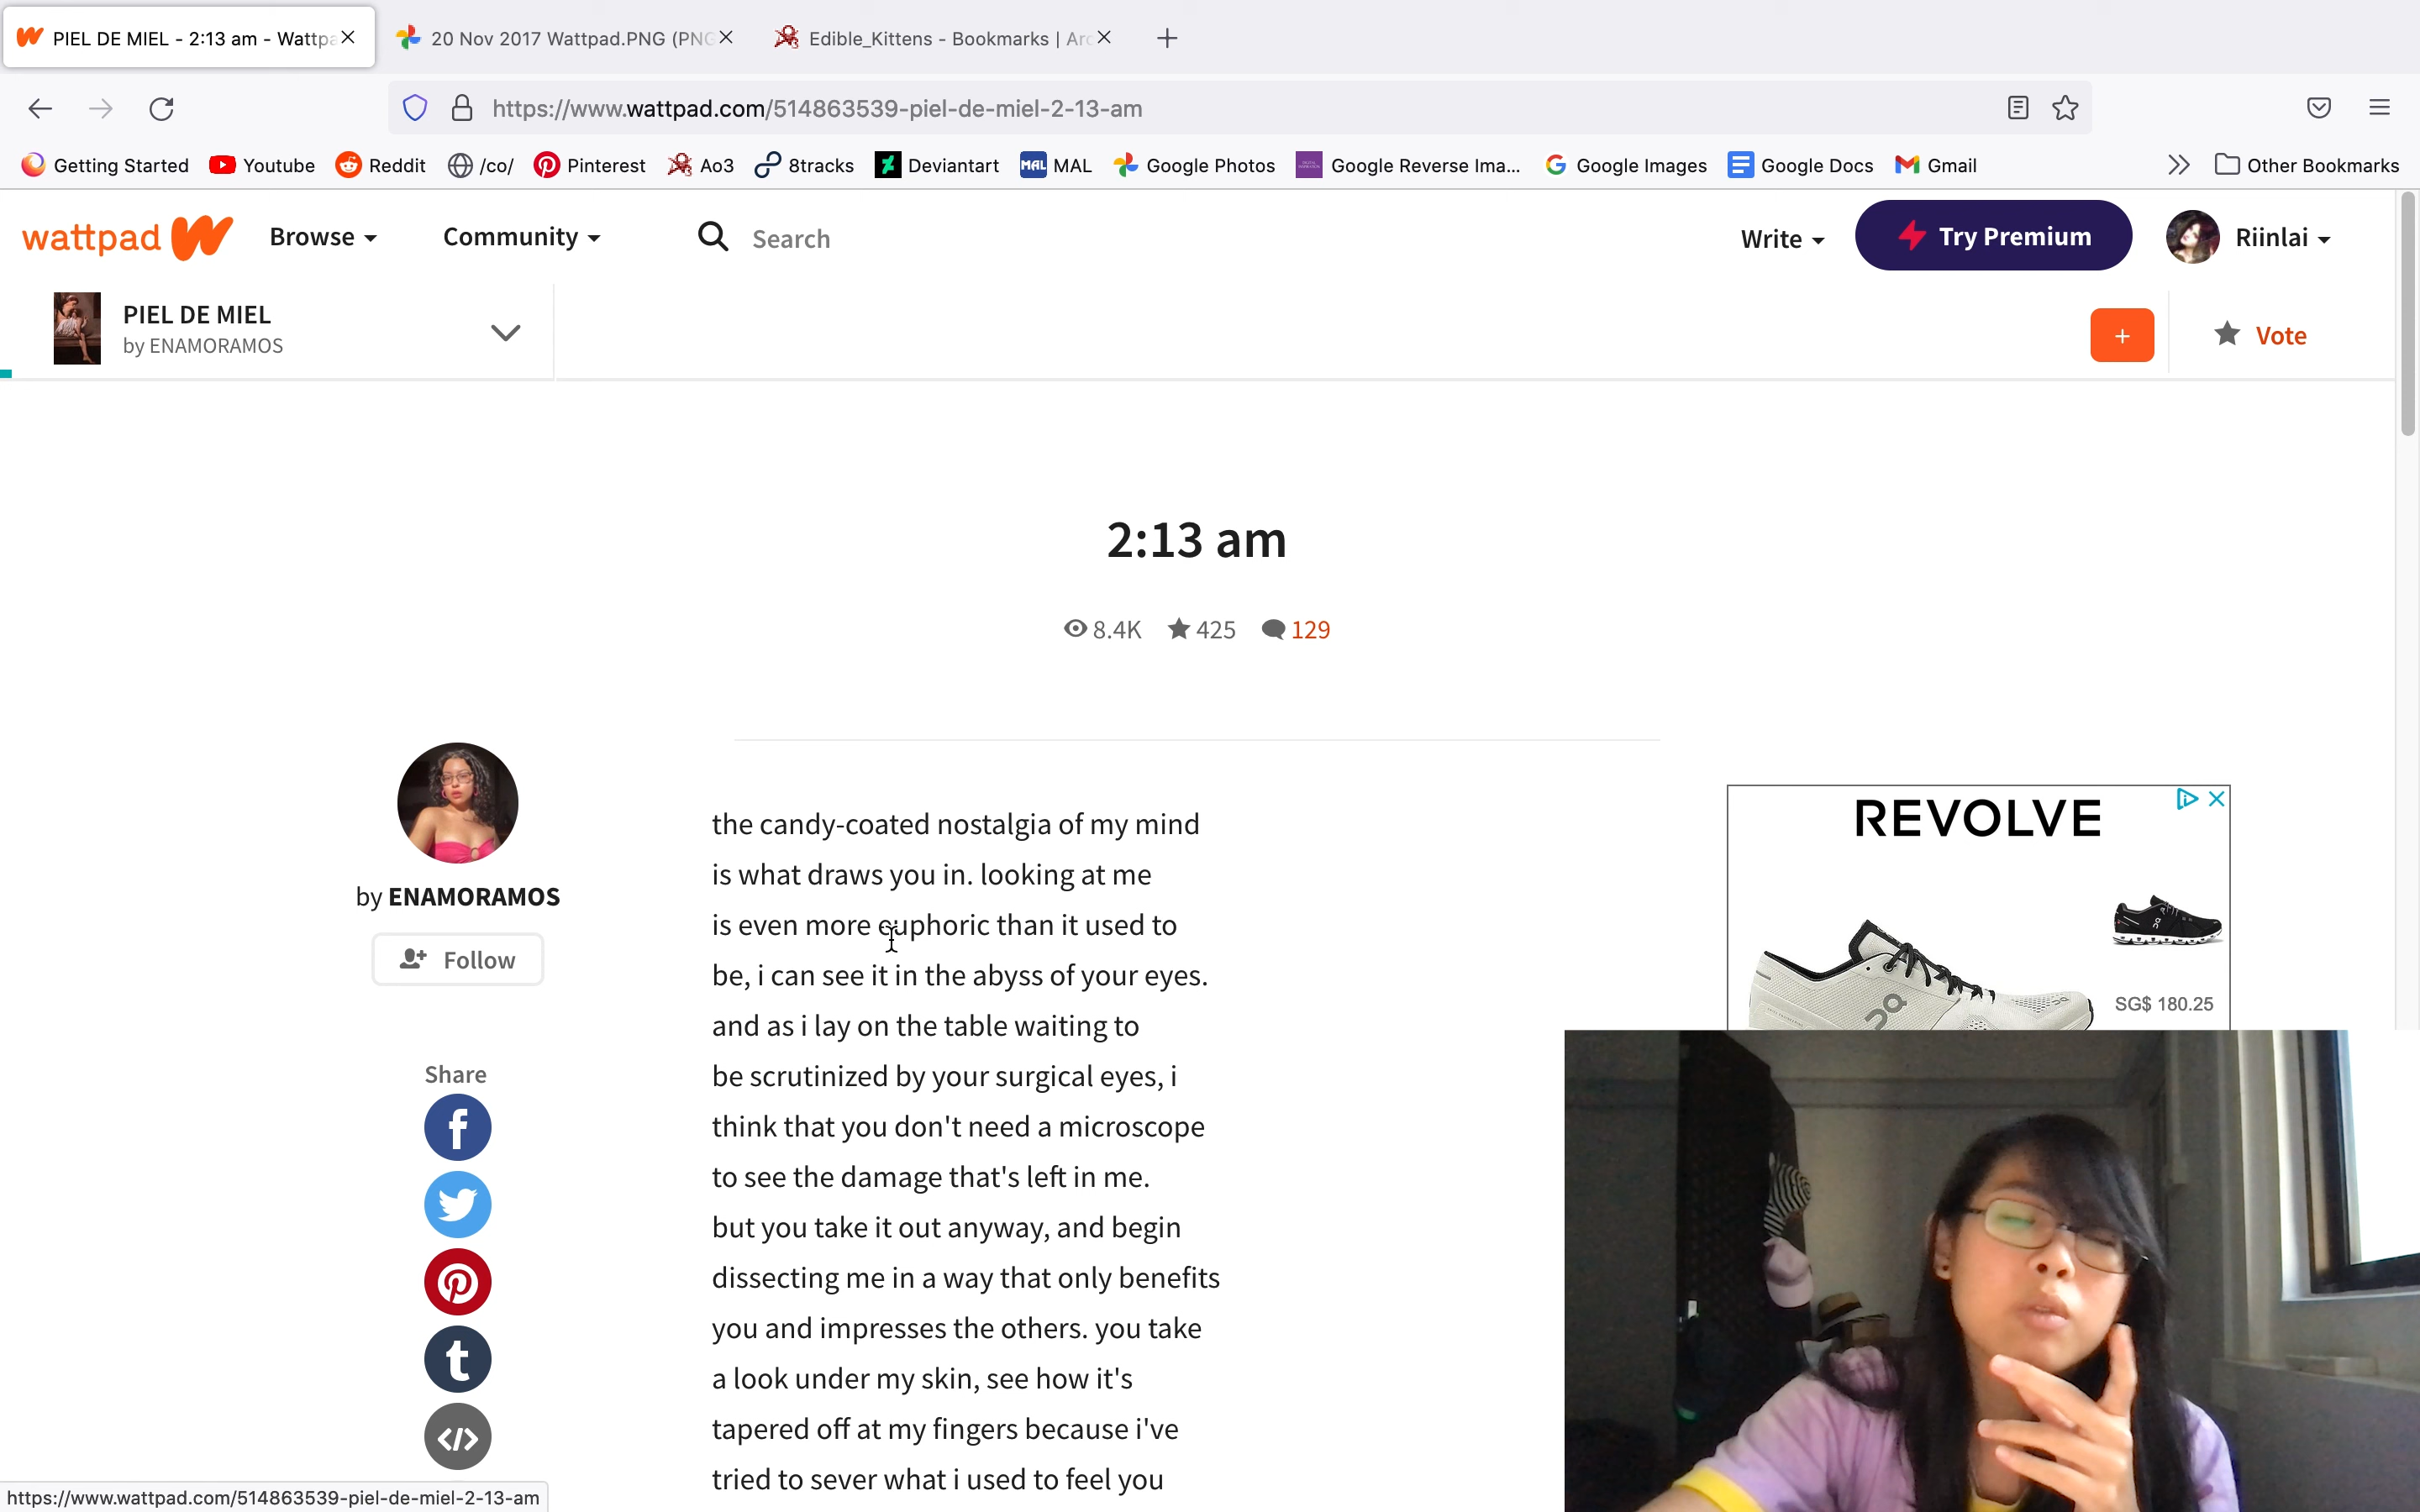 PIEL DE MIEL - 2:13 am - Wattpa
20 Nov 2017 Wattpad.PNG (PNG
Edible_Kittens - Bookmarks | Arc
https://www.wattpad.com/514863539-piel-de-miel-2-13-am
Getting Started
Youtube
Reddit
/co/
Pinterest
Ao3
8tracks
Deviantart
MAL
MAL
Google Photos
Google Reverse Ima...
Google Images
Google Docs
Gmail
Other Bookmarks
wattpad
Browse
Community
Search
Write
Try Premium
Riinlai
PIEL DE MIEL
by ENAMORAMOS
+
Vote
2:13 am
8.4K
425
129
by ENAMORAMOS
Follow
Share
the candy-coated nostalgia of my mind
is what draws you in. looking at me
is even more euphoric than it used to
be, i can see it in the abyss of your eyes.
and as i lay on the table waiting to
be scrutinized by your surgical eyes, i
think that you don't need a microscope
to see the damage that's left in me.
but you take it out anyway, and begin
dissecting me in a way that only benefits
you and impresses the others. you take
a look under my skin, see how it's
tapered off at my fingers because i've
tried to sever what i used to feel you
REVOLVE
SG$ 180.25
https://www.wattpad.com/514863539-piel-de-miel-2-13-am